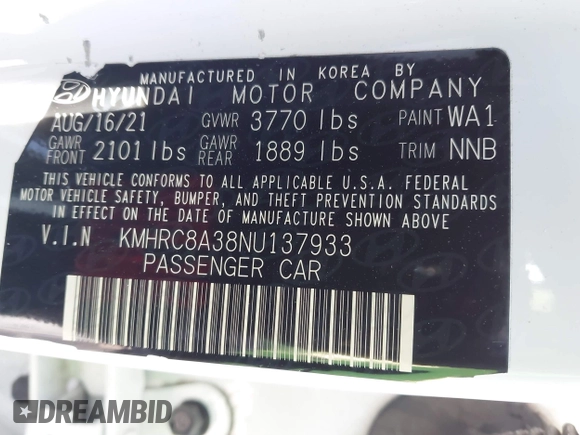 MANUFACTURED IN KOREA BY
HYUNDAI MOTOR COMPANY
AUG/16/21 GVWR 3770 lbs PAINT WA1
GAWR FRONT 2101 lbs GAWR REAR 1889 lbs TRIM NNB
THIS VEHICLE CONFORMS TO ALL APPLICABLE U.S.A. FEDERAL
MOTOR VEHICLE SAFETY, BUMPER, AND THEFT PREVENTION STANDARDS
IN EFFECT ON THE DATE OF MANUFACTURE SHOWN ABOVE
V.I.N KMHRC8A38NU137933
PASSENGER CAR
DREAMBID